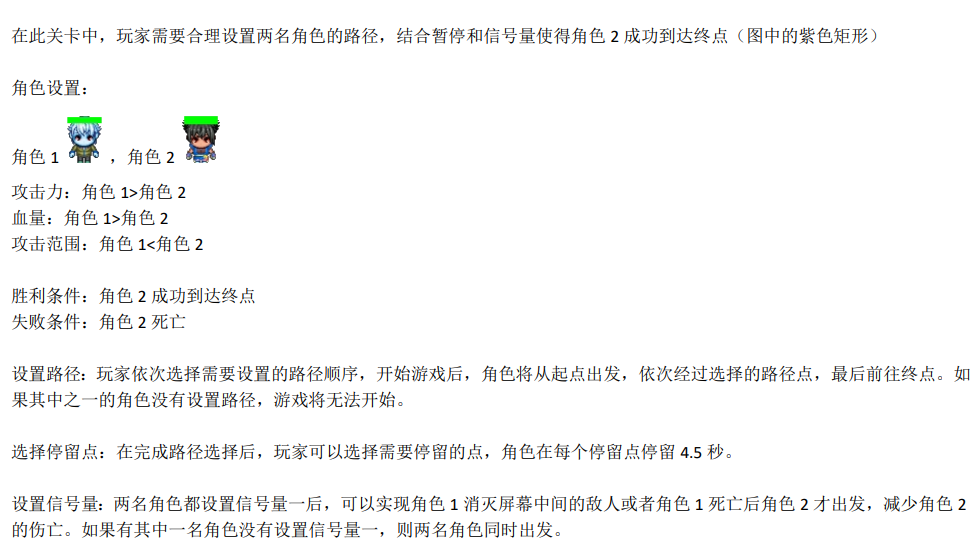 在此关卡中，玩家需要合理设置两名角色的路径，结合暂停和信号量使得角色 2 成功到达终点（图中的紫色矩形）
角色设置：
角色 1 ，角色 2
攻击力：角色 1>角色 2
血量：角色 1>角色 2
攻击范围：角色 1<角色 2
胜利条件：角色 2 成功到达终点
失败条件：角色 2 死亡
设置路径：玩家依次选择需要设置的路径顺序，开始游戏后，角色将从起点出发，依次经过选择的路径点，最后前往终点。如
果其中之一的角色没有设置路径，游戏将无法开始。
选择停留点：在完成路径选择后，玩家可以选择需要停留的点，角色在每个停留点停留 4.5 秒。
设置信号量：两名角色都设置信号量一后，可以实现角色 1 消灭屏幕中间的敌人或者角色 1 死亡后角色 2 才出发，减少角色 2
的伤亡。如果有其中一名角色没有设置信号量一，则两名角色同时出发。